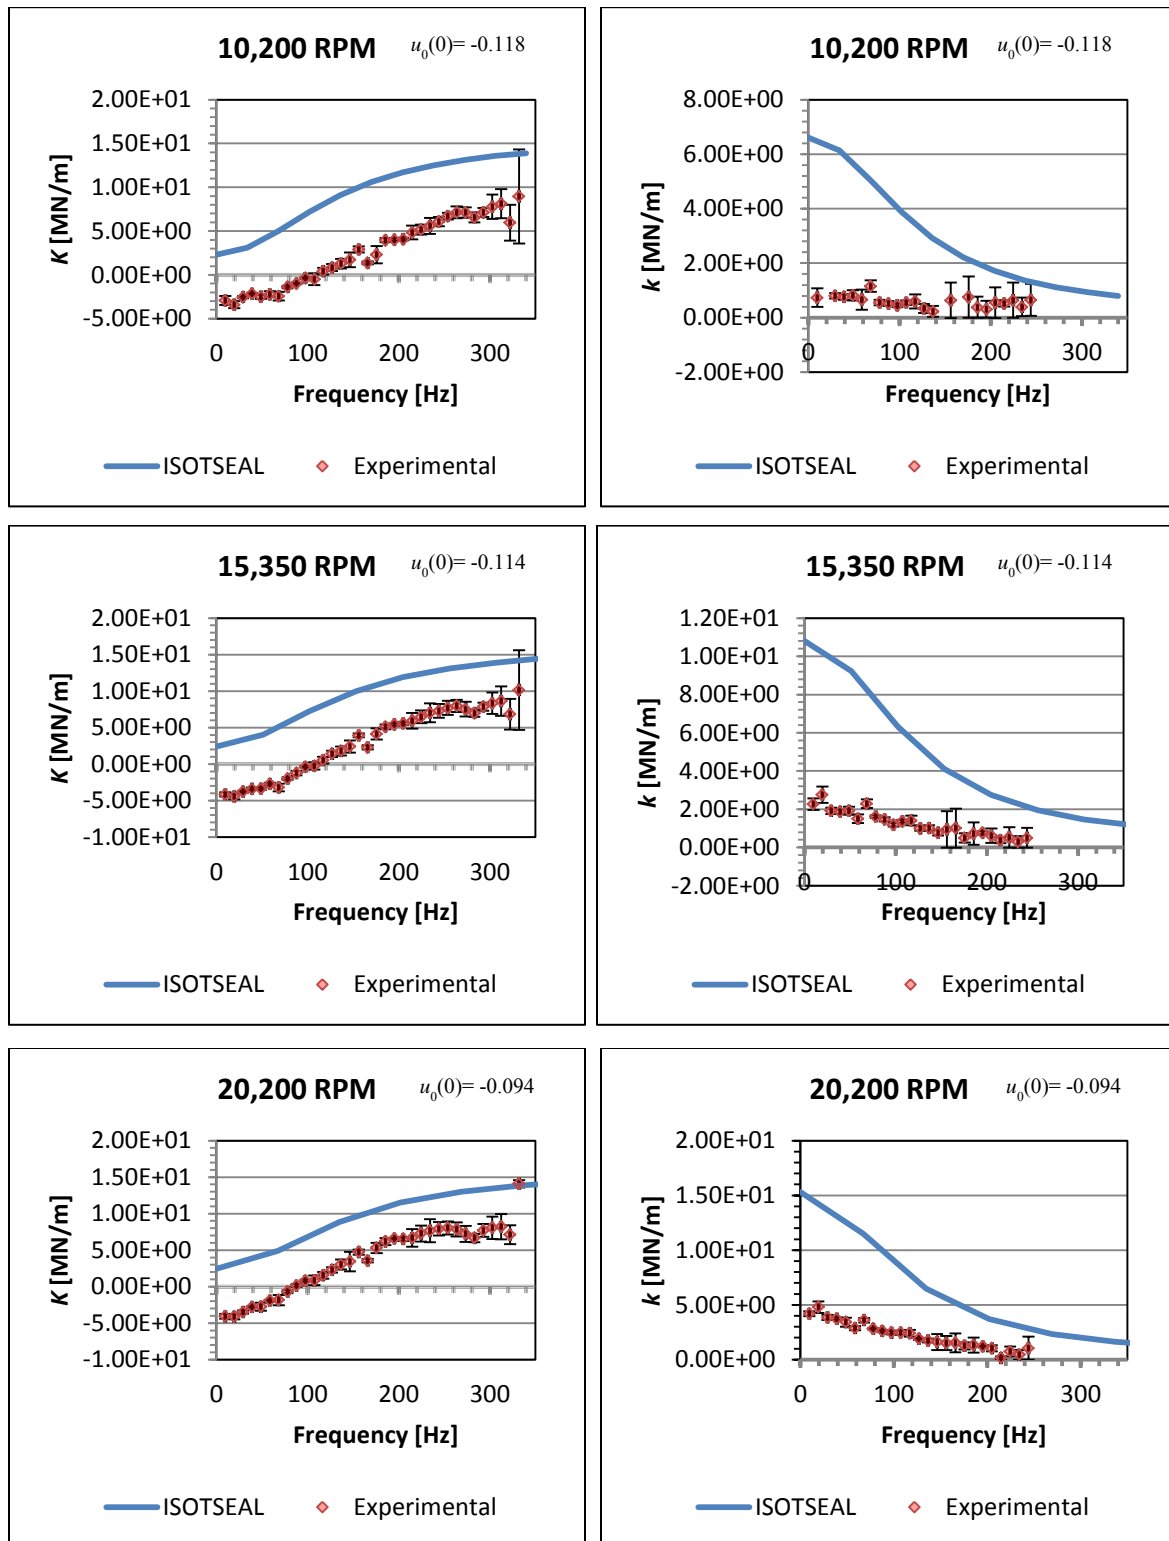 10,200 RPM u0(0)= -0.118
K [MN/m]
2.00E+01
1.50E+01
1.00E+01
5.00E+00
0.00E+00
-5.00E+00
0 100 200 300
Frequency [Hz]
ISOTSEAL Experimental
10,200 RPM u0(0)= -0.118
k [MN/m]
8.00E+00
6.00E+00
4.00E+00
2.00E+00
0.00E+00
-2.00E+00
0 100 200 300
Frequency [Hz]
ISOTSEAL Experimental
15,350 RPM u0(0)= -0.114
K [MN/m]
2.00E+01
1.50E+01
1.00E+01
5.00E+00
0.00E+00
-5.00E+00
-1.00E+01
0 100 200 300
Frequency [Hz]
ISOTSEAL Experimental
15,350 RPM u0(0)= -0.114
k [MN/m]
1.20E+01
1.00E+01
8.00E+00
6.00E+00
4.00E+00
2.00E+00
0.00E+00
-2.00E+00
0 100 200 300
Frequency [Hz]
ISOTSEAL Experimental
20,200 RPM u0(0)= -0.094
K [MN/m]
2.00E+01
1.50E+01
1.00E+01
5.00E+00
0.00E+00
-5.00E+00
-1.00E+01
0 100 200 300
Frequency [Hz]
ISOTSEAL Experimental
20,200 RPM u0(0)= -0.094
k [MN/m]
2.00E+01
1.50E+01
1.00E+01
5.00E+00
0.00E+00
0 100 200 300
Frequency [Hz]
ISOTSEAL Experimental